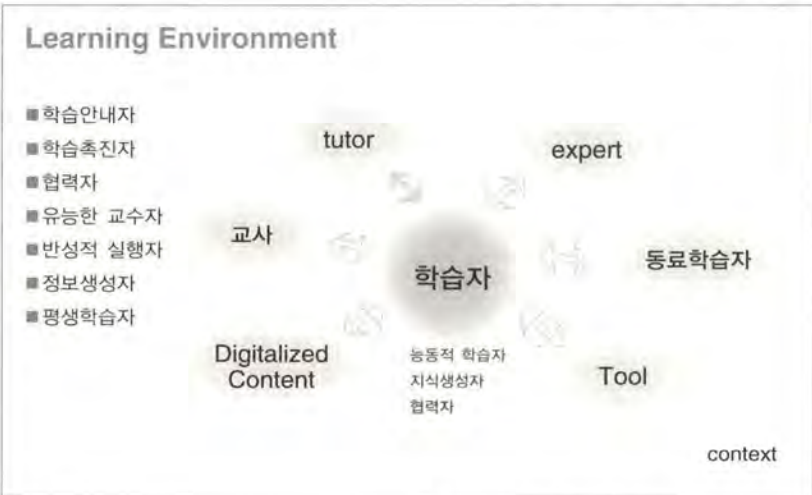 Learning Environment
■학습안내자
■학습촉진자
■협력자
■유능한 교수자
■반성적 실행자
■정보생성자
■평생학습자
tutor
expert
교사
학습자
동료학습자
Digitalized
Content
능동적 학습자
지식생성자
협력자
Tool
context